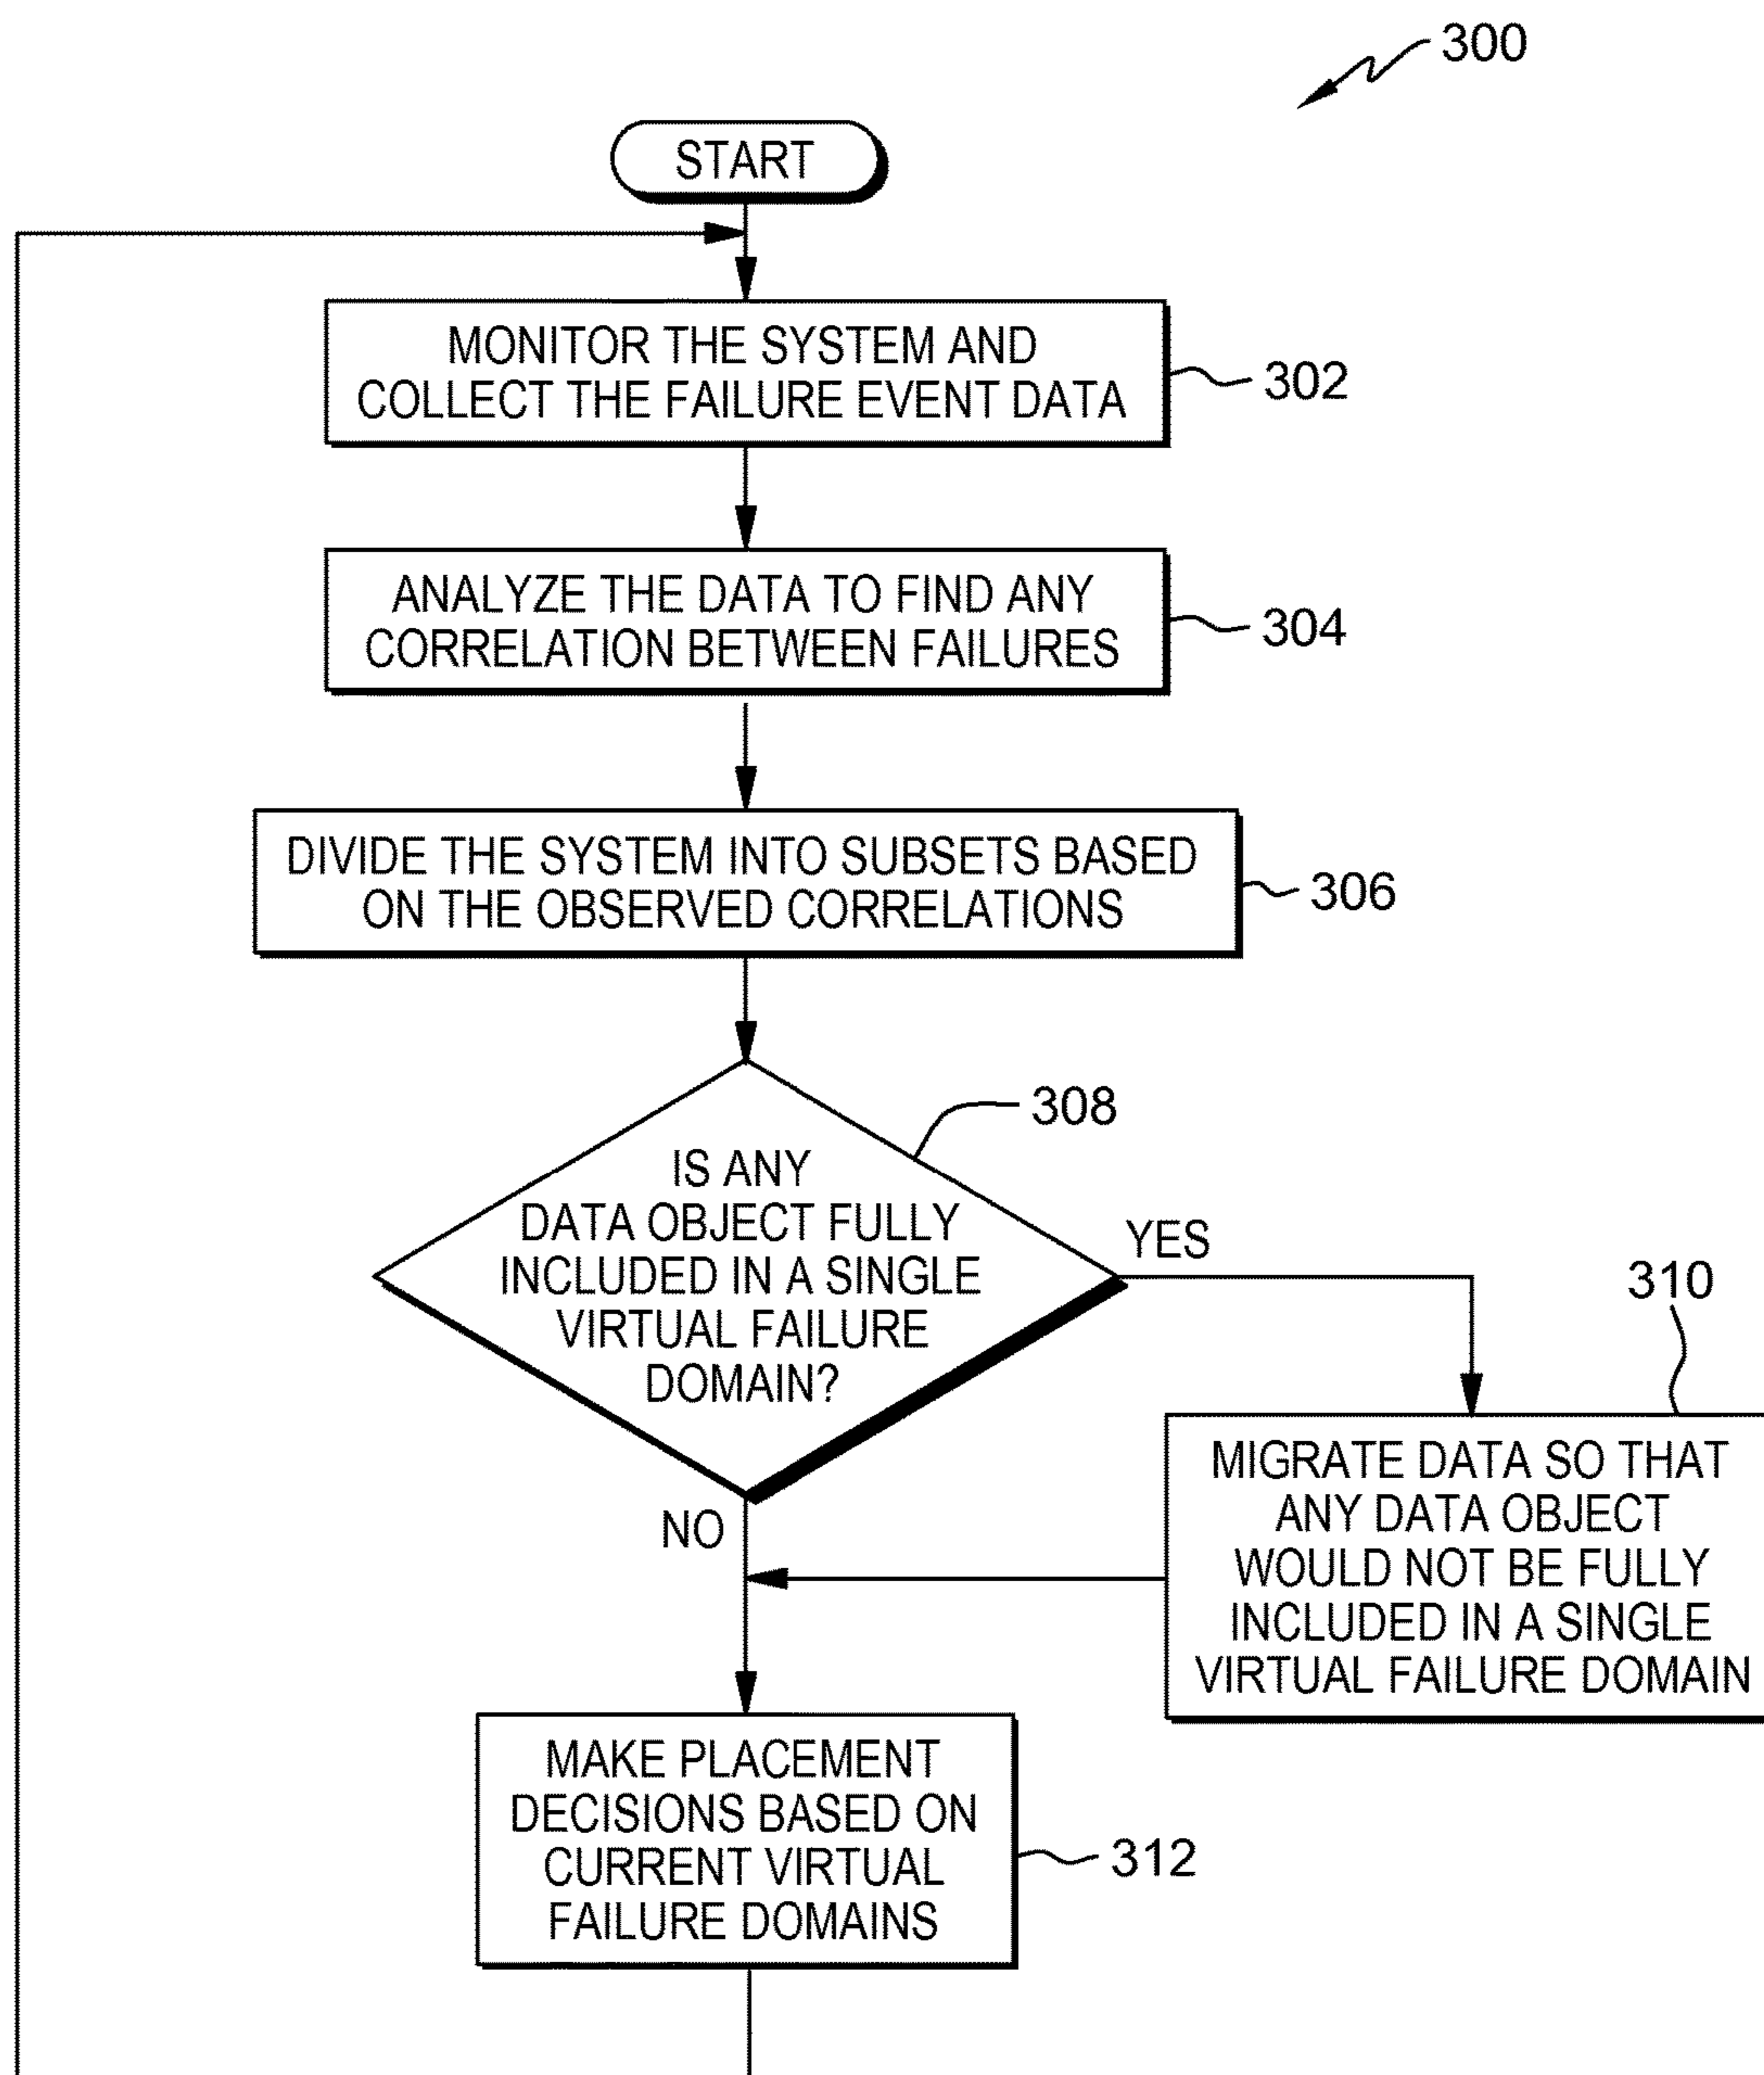 300
START
MONITOR THE SYSTEM AND
COLLECT THE FAILURE EVENT DATA
302
ANALYZE THE DATA TO FIND ANY
CORRELATION BETWEEN FAILURES
304
DIVIDE THE SYSTEM INTO SUBSETS BASED
ON THE OBSERVED CORRELATIONS
306
308
IS ANY
DATA OBJECT FULLY
INCLUDED IN A SINGLE
VIRTUAL FAILURE
DOMAIN?
YES
310
NO
MIGRATE DATA SO THAT
ANY DATA OBJECT
WOULD NOT BE FULLY
INCLUDED IN A SINGLE
VIRTUAL FAILURE DOMAIN
MAKE PLACEMENT
DECISIONS BASED ON
CURRENT VIRTUAL
FAILURE DOMAINS
312